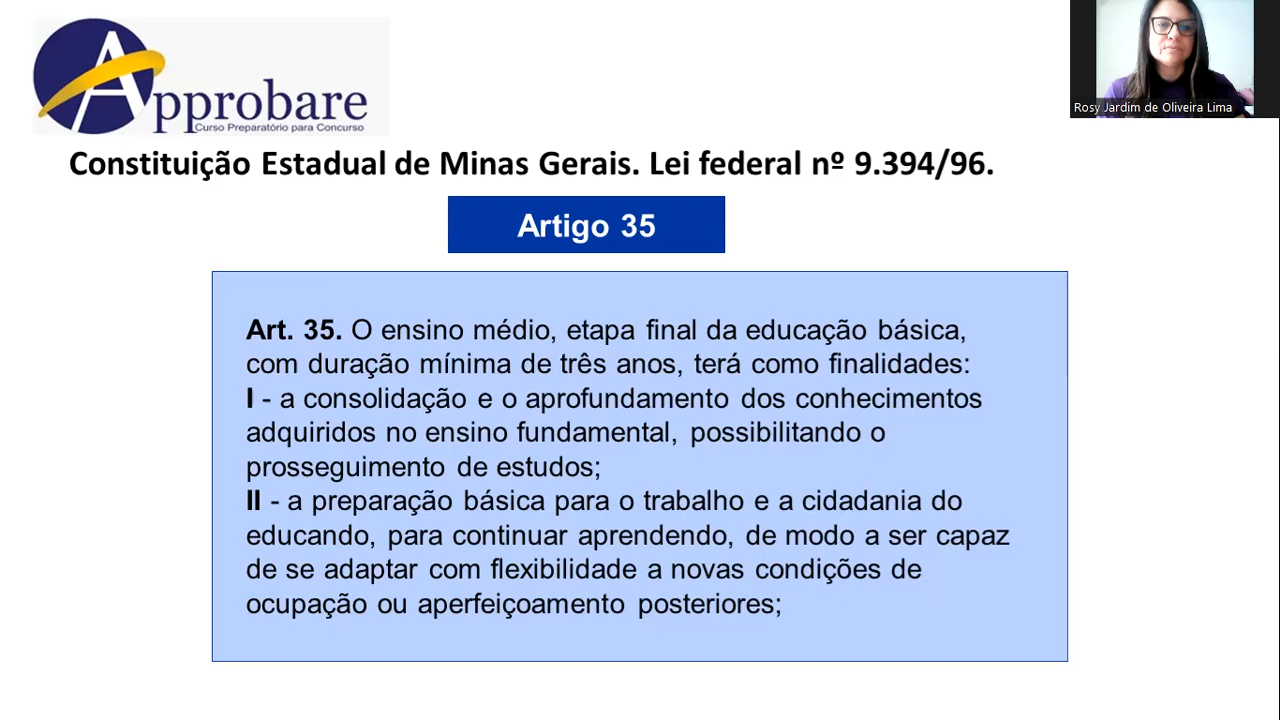 Approbare
Curso Preparatório para Concurso
Rosy Jardim de Oliveira Lima
Constituição Estadual de Minas Gerais. Lei federal nº 9.394/96.
Artigo 35
Art. 35. O ensino médio, etapa final da educação básica,
com duração mínima de três anos, terá como finalidades:
I - a consolidação e o aprofundamento dos conhecimentos
adquiridos no ensino fundamental, possibilitando o
prosseguimento de estudos;
II - a preparação básica para o trabalho e a cidadania do
educando, para continuar aprendendo, de modo a ser capaz
de se adaptar com flexibilidade a novas condições de
ocupação ou aperfeiçoamento posteriores;